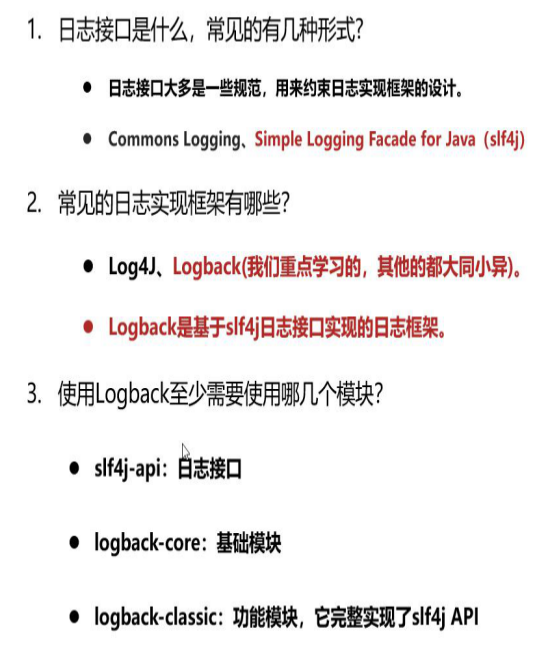 1. 日志接口是什么，常见的有几种形式？
● 日志接口大多是一些规范，用来约束日志实现框架的设计。
● Commons Logging、Simple Logging Facade for Java（slf4j)
2. 常见的日志实现框架有哪些？
● Log4J、Logback(我们重点学习的，其他的都大同小异)。
● Logback是基于slf4j日志接口实现的日志框架。
3. 使用Logback至少需要使用哪几个模块？
● slf4j-api：日志接口
● logback-core：基础模块
● logback-classic：功能模块，它完整实现了slf4j API